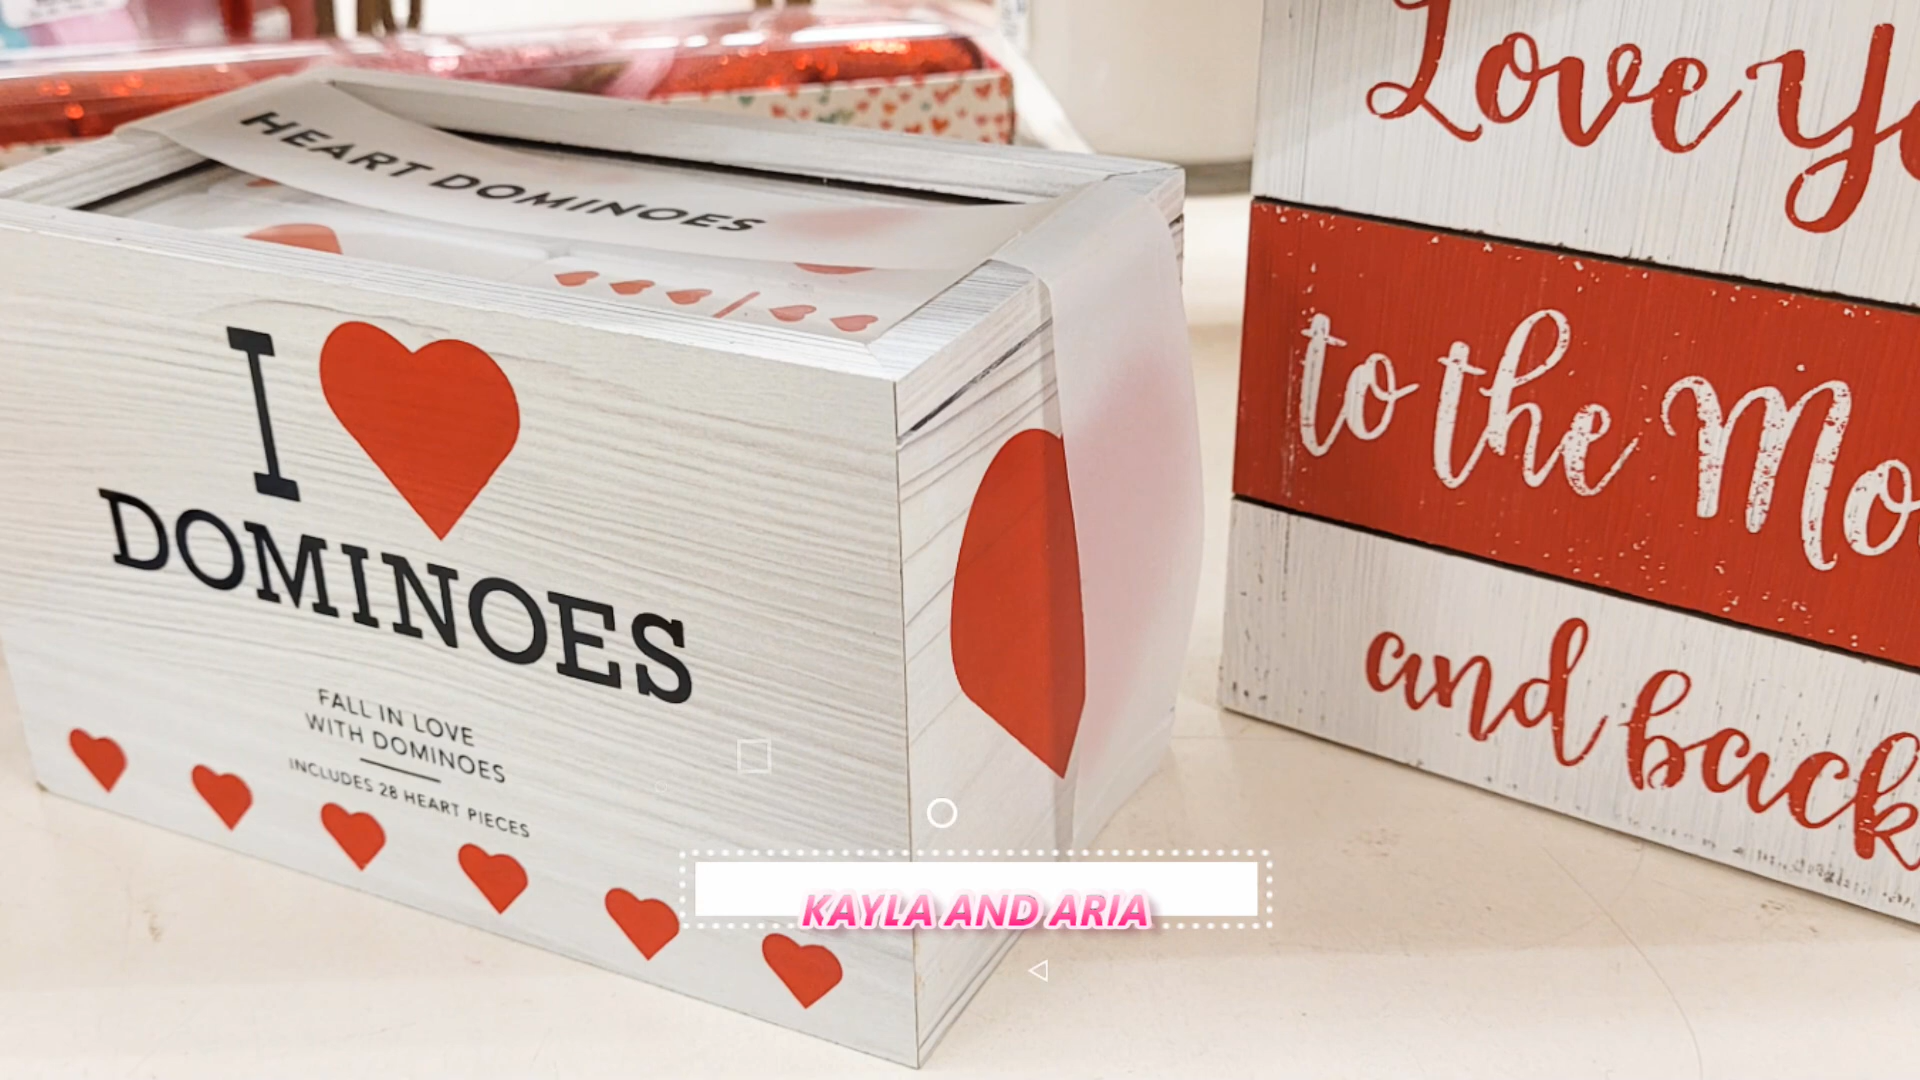 HEART DOMINOES
I
DOMINOES
FALL IN LOVE
WITH DOMINOES
INCLUDES 28 HEART PIECES
Love
to the
and back
KAYLA AND ARIA